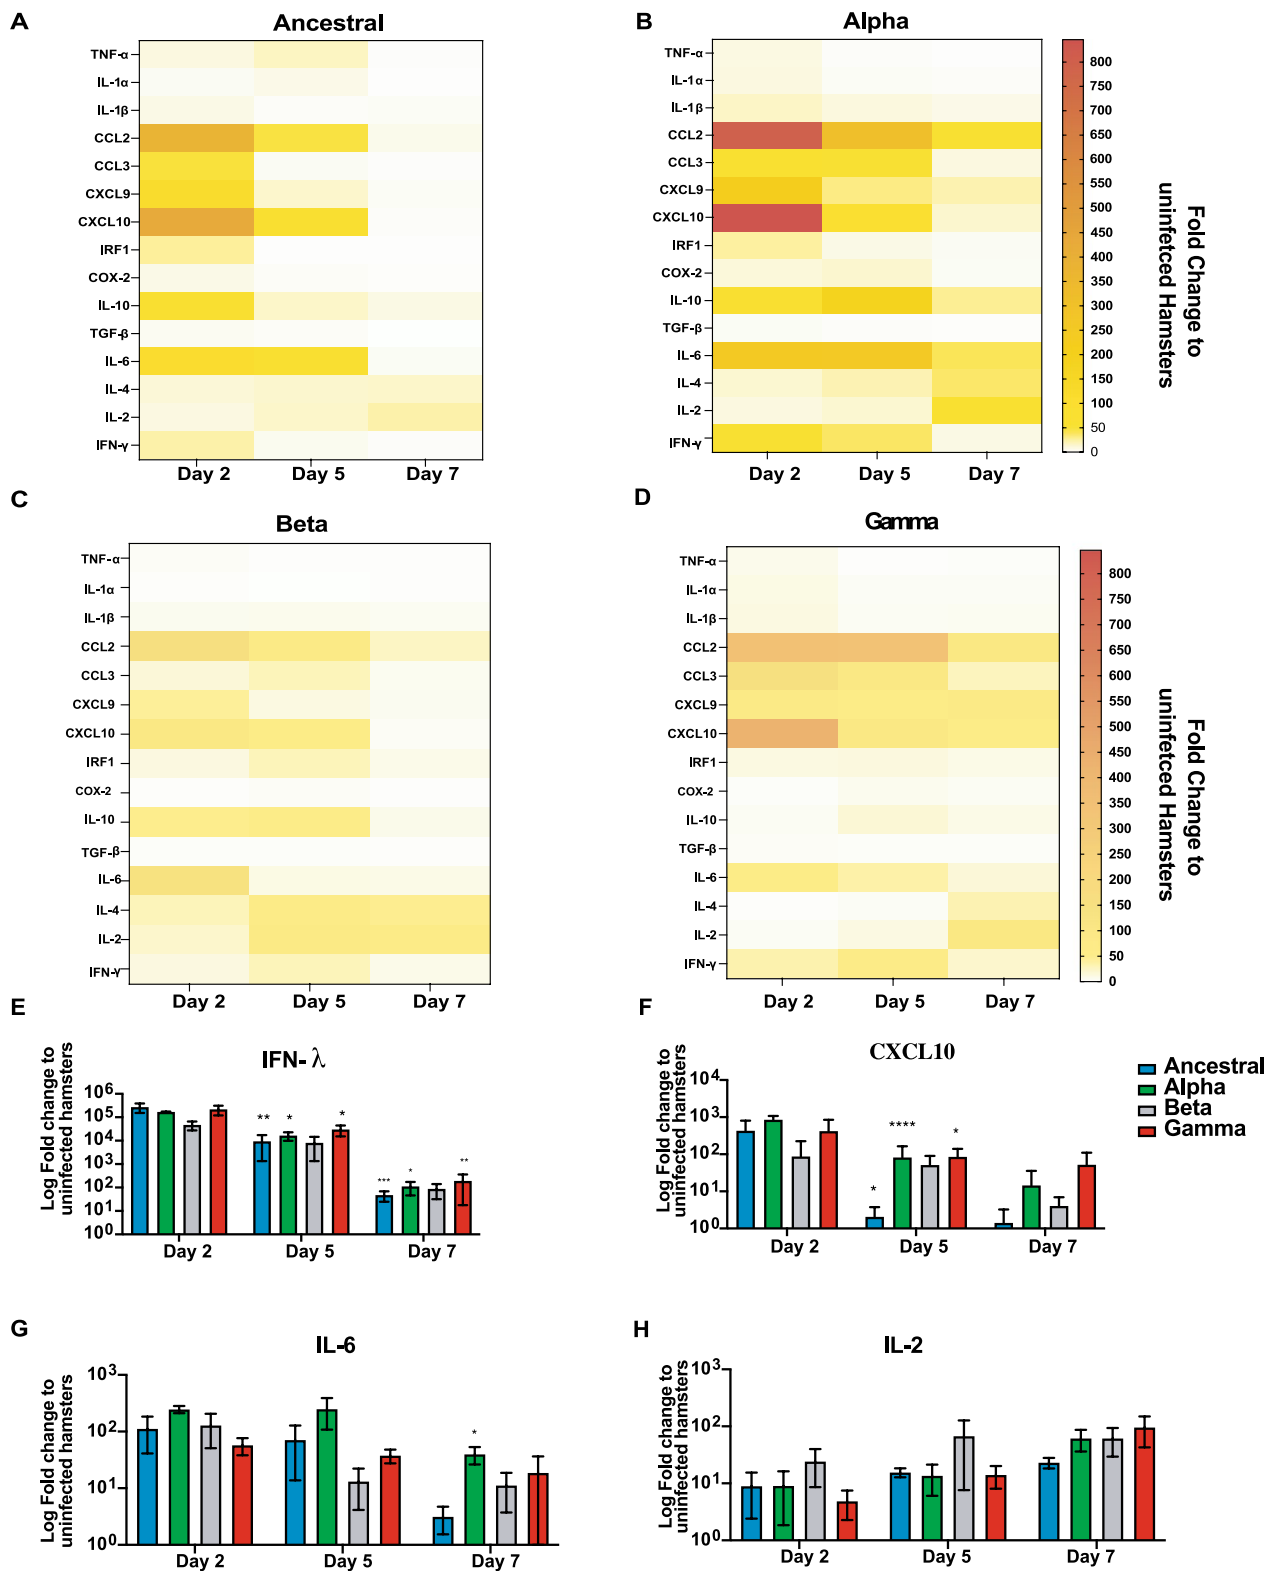 A
Ancestral
TNF-α
IL-1α
IL-1β
CCL2
CCL3
CXCL9
CXCL10
IRF1
COX-2
IL-10
TGF-β
IL-6
IL-4
IL-2
IFN-γ
Day 2 Day 5 Day 7
B
Alpha
TNF-α
IL-1α
IL-1β
CCL2
CCL3
CXCL9
CXCL10
IRF1
COX-2
IL-10
TGF-β
IL-6
IL-4
IL-2
IFN-γ
Day 2 Day 5 Day 7
800
750
700
650
600
550
500
450
400
350
300
250
200
150
100
50
0
Fold Change to
uninfetced Hamsters
C
Beta
TNF-α
IL-1α
IL-1β
CCL2
CCL3
CXCL9
CXCL10
IRF1
COX-2
IL-10
TGF-β
IL-6
IL-4
IL-2
IFN-γ
Day 2 Day 5 Day 7
D
Gamma
TNF-α
IL-1α
IL-1β
CCL2
CCL3
CXCL9
CXCL10
IRF1
COX-2
IL-10
TGF-β
IL-6
IL-4
IL-2
IFN-γ
Day 2 Day 5 Day 7
800
750
700
650
600
550
500
450
400
350
300
250
200
150
100
50
0
Fold Change to
uninfetced Hamsters
E
IFN- λ
Log Fold change to
uninfected hamsters
10⁶
10⁵
10⁴
10³
10²
10¹
10⁰
** * *
*** * **
Day 2 Day 5 Day 7
F
CXCL10
Log Fold change to
uninfected hamsters
10⁴
10³
10²
10¹
10⁰
* **** *
Day 2 Day 5 Day 7
Ancestral
Alpha
Beta
Gamma
G
IL-6
Log Fold change to
uninfected hamsters
10³
10²
10¹
10⁰
*
Day 2 Day 5 Day 7
H
IL-2
Log Fold change to
uninfected hamsters
10³
10²
10¹
10⁰
Day 2 Day 5 Day 7